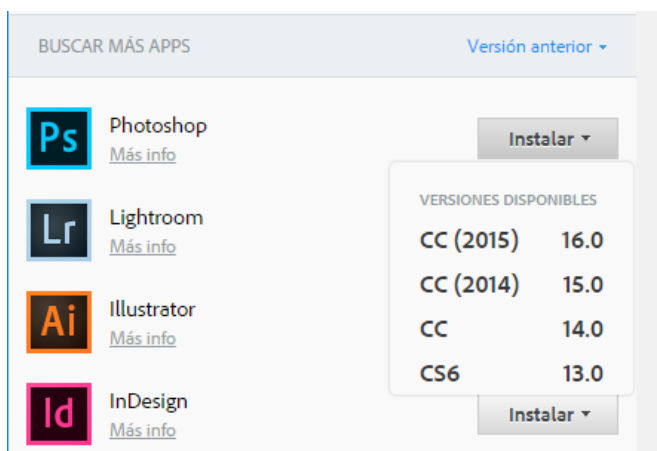 BUSCAR MÁS APPS
Versión anterior
Ps
Photoshop
Más info
Instalar
VERSIONES DISPONIBLES
CC (2015) 16.0
CC (2014) 15.0
CC 14.0
CS6 13.0
Lr
Lightroom
Más info
Ai
Illustrator
Más info
Id
InDesign
Más info
Instalar